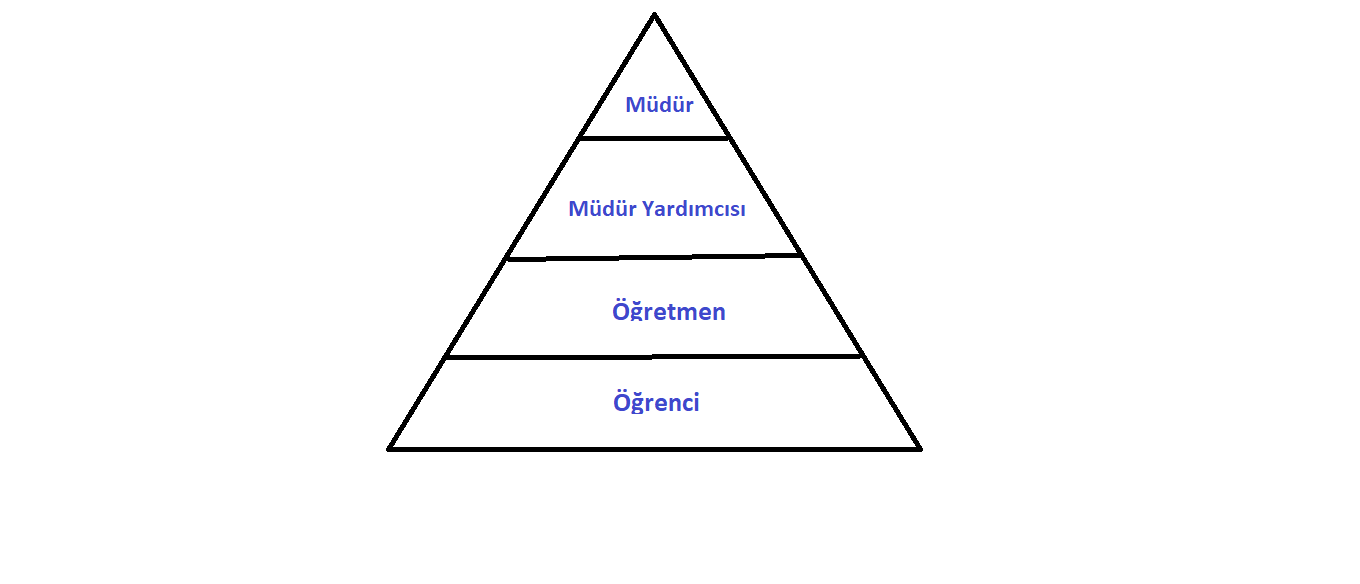 Müdür
Müdür Yardımcısı
Öğretmen
Öğrenci